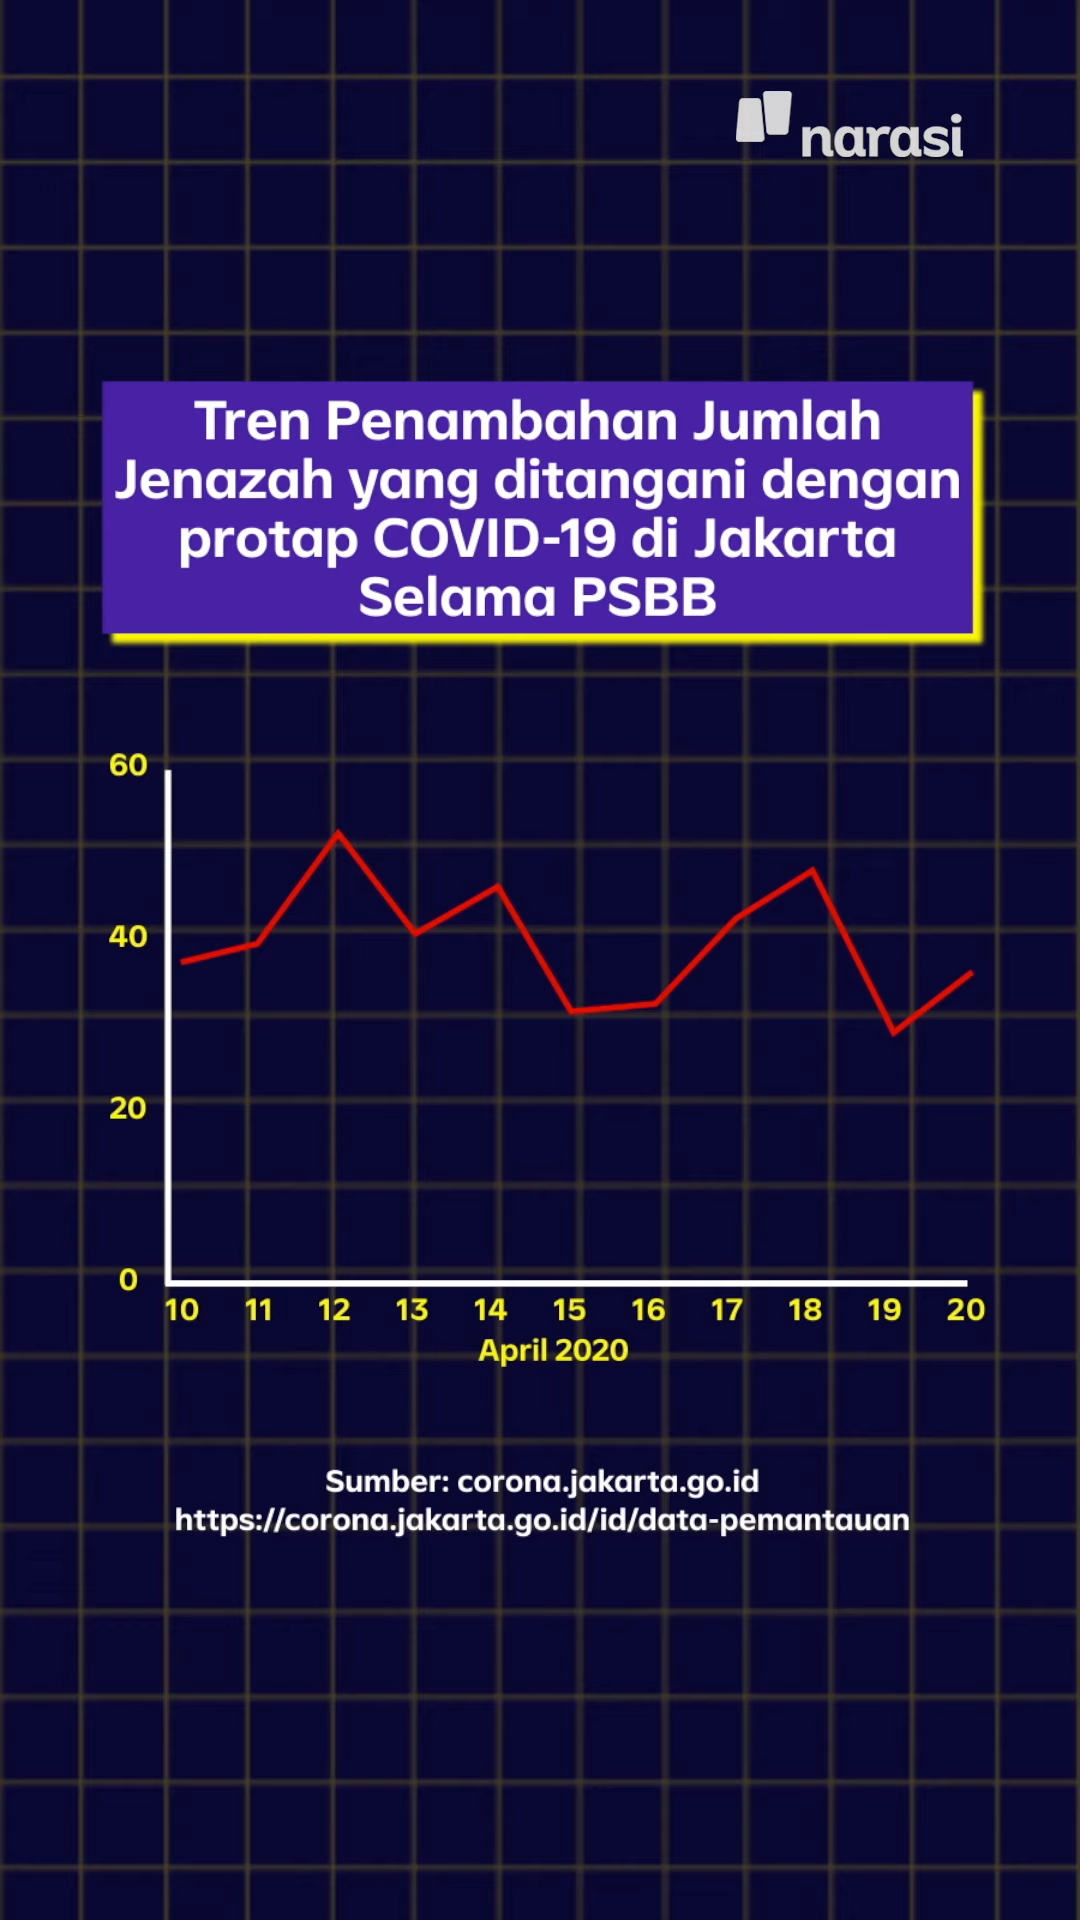 narasi
Tren Penambahan Jumlah
Jenazah yang ditangani dengan
protap COVID-19 di Jakarta
Selama PSBB
60
40
20
0
10 11 12 13 14 15 16 17 18 19 20
April 2020
Sumber: corona.jakarta.go.id
https://corona.jakarta.go.id/id/data-pemantauan